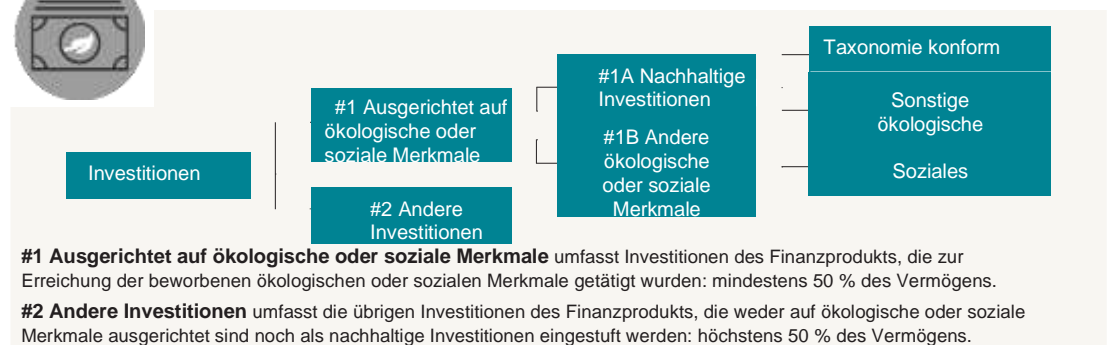 Investitionen
#1 Ausgerichtet auf
ökologische oder
soziale Merkmale
#2 Andere
Investitionen
#1A Nachhaltige
Investitionen
#1B Andere
ökologische
oder soziale
Merkmale
Taxonomie konform
Sonstige
ökologische
Soziales
#1 Ausgerichtet auf ökologische oder soziale Merkmale umfasst Investitionen des Finanzprodukts, die zur
Erreichung der beworbenen ökologischen oder sozialen Merkmale getätigt wurden: mindestens 50 % des Vermögens.
#2 Andere Investitionen umfasst die übrigen Investitionen des Finanzprodukts, die weder auf ökologische oder soziale
Merkmale ausgerichtet sind noch als nachhaltige Investitionen eingestuft werden: höchstens 50 % des Vermögens.